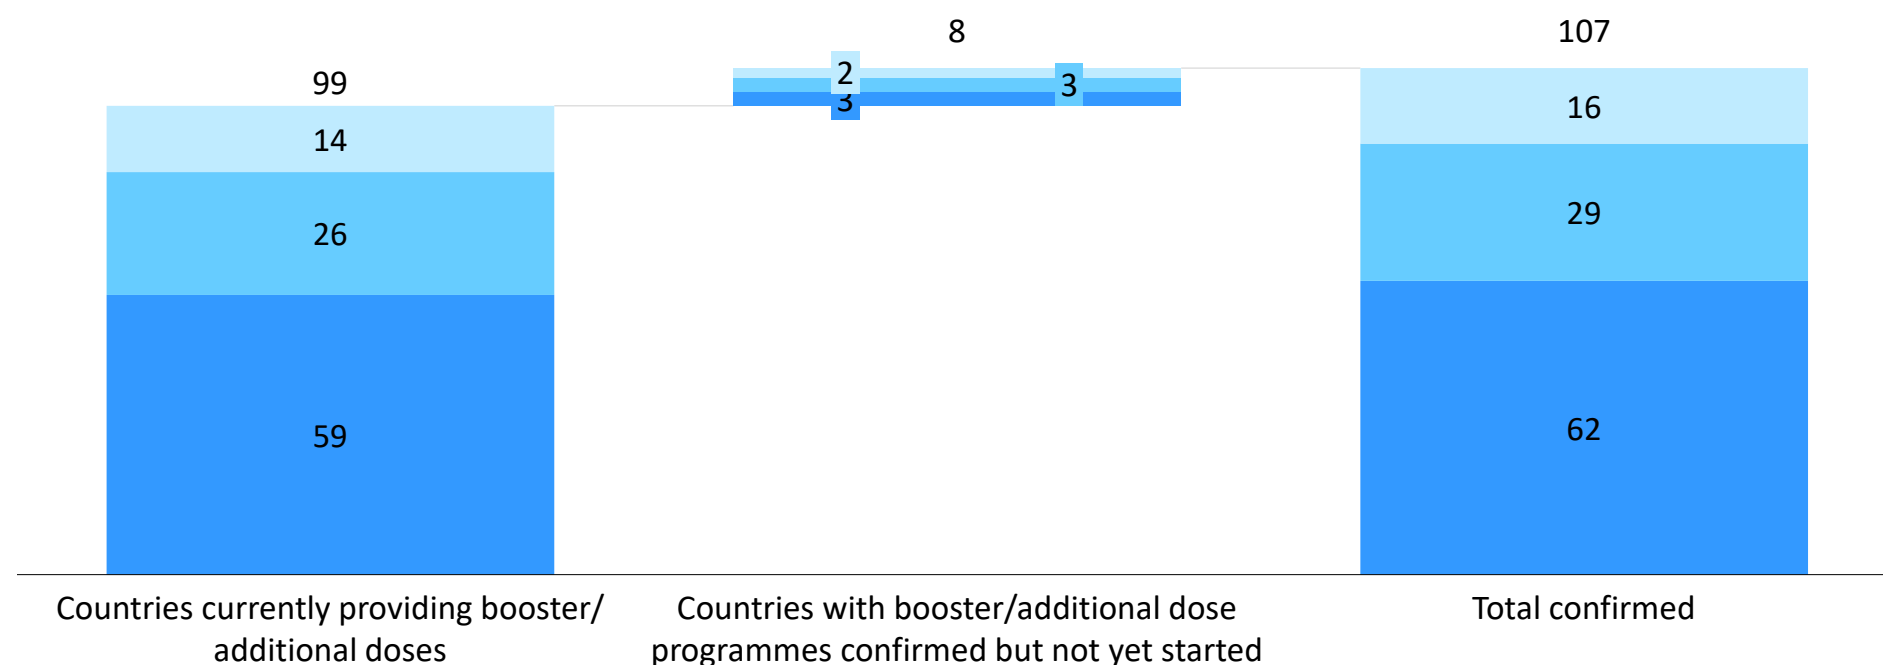 8
107
99
2
3
3
14
16
26
29
59
62
Countries currently providing booster/
additional doses
Countries with booster/additional dose
programmes confirmed but not yet started
Total confirmed